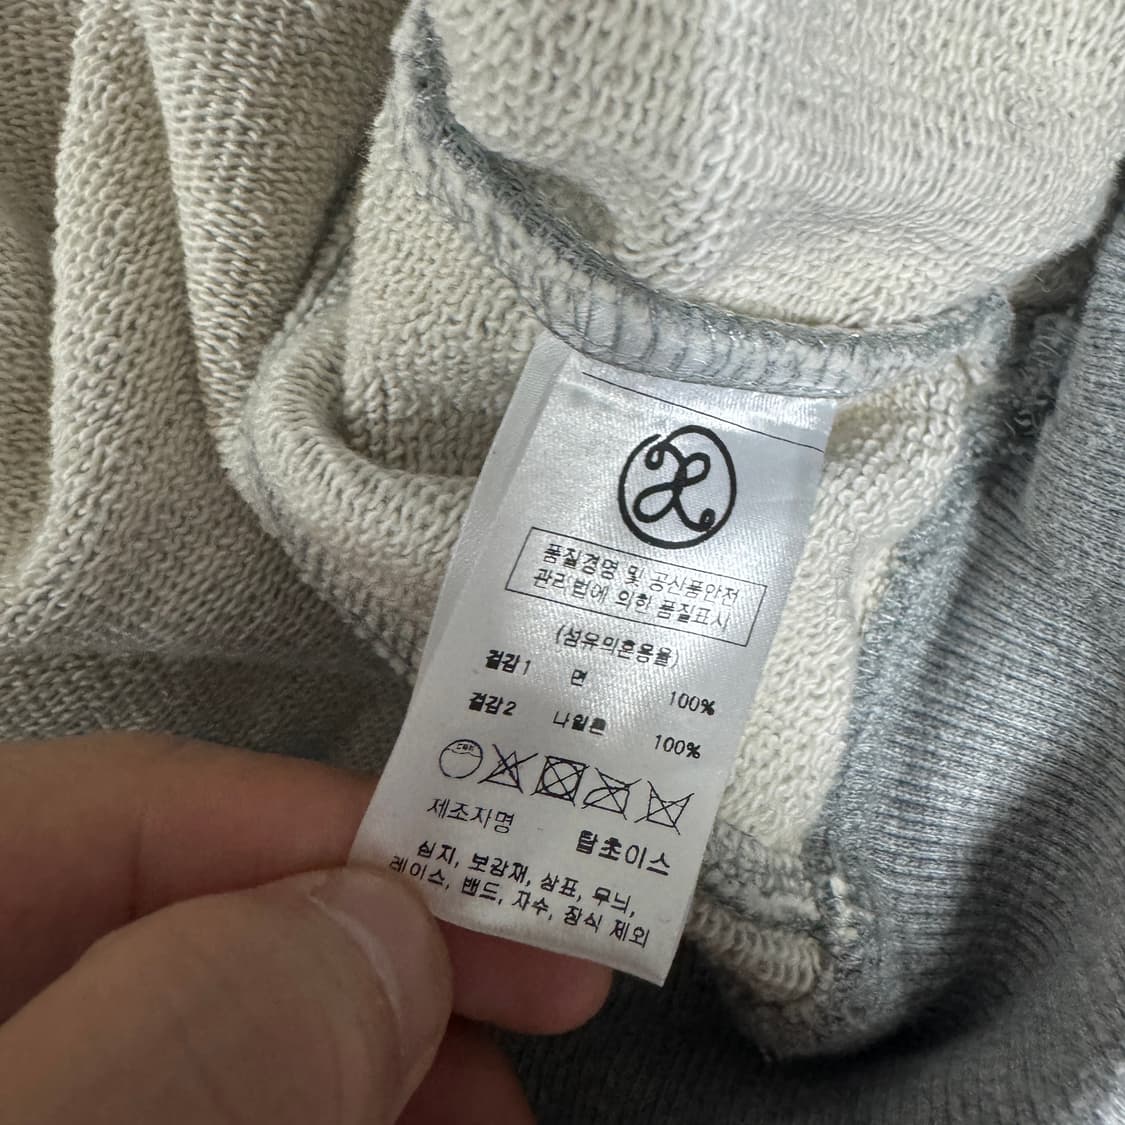 품질경명 및 공산품안전
관리법에 의한 품질표시
(섬유의혼용율)
겉감1 면 100%
겉감2 나일론 100%
제조자명 탑초이스
심지, 보강재, 상표, 무늬,
레이스, 밴드, 자수, 장식 제외